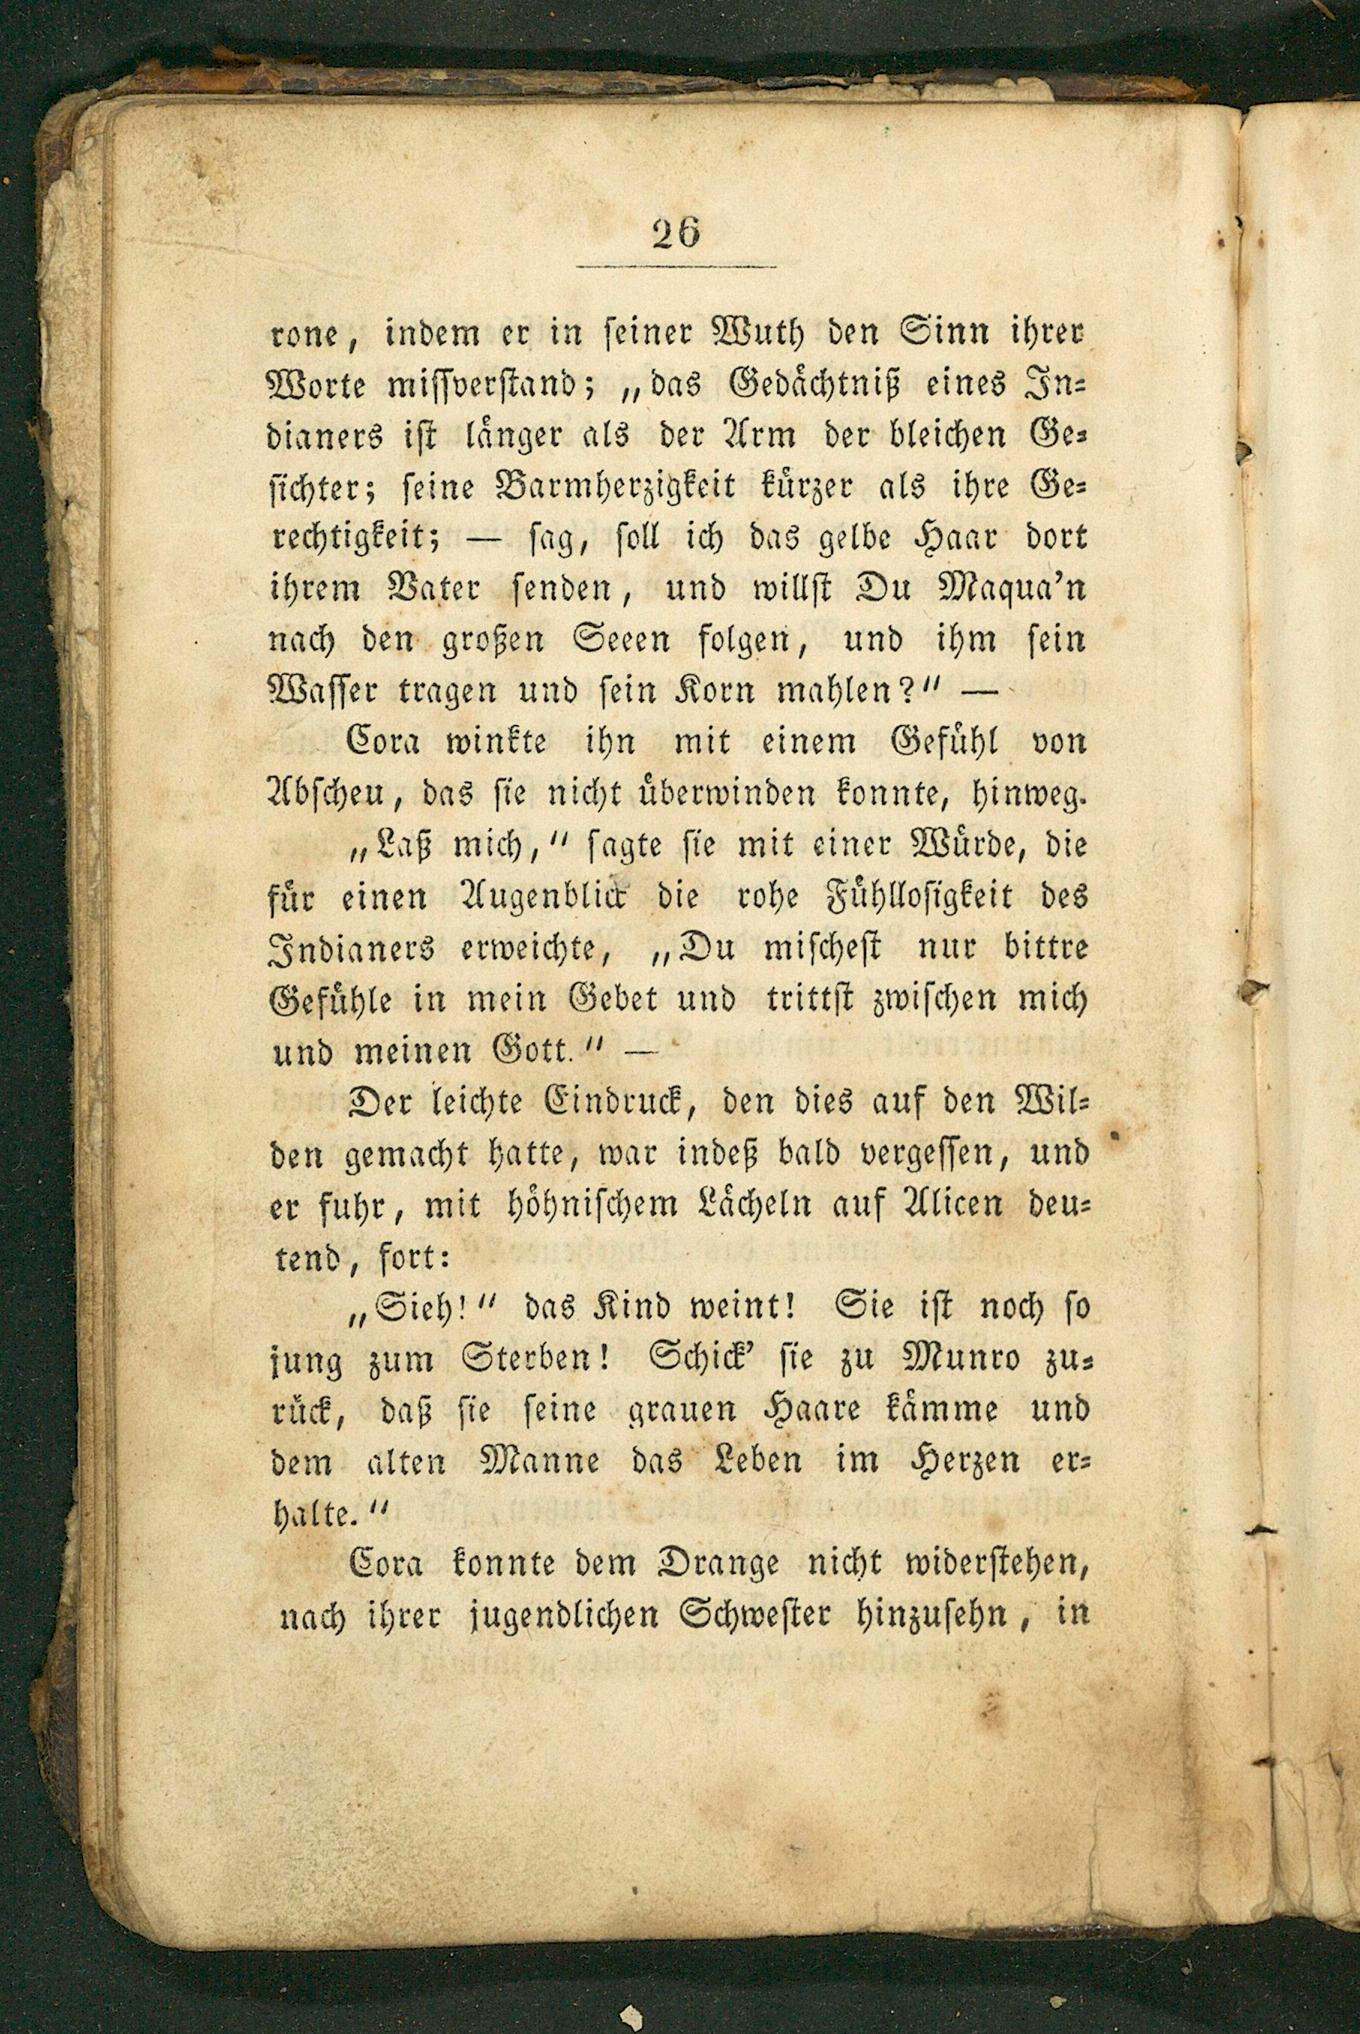 26
rone, indem er in seiner Wuth den Sinn ihrer
Worte missverstand; „das Gedächtniß eines In-
dianers ist länger als der Arm der bleichen Ge-
sichter; seine Barmherzigkeit kürzer als ihre Ge-
rechtigkeit; — sag, soll ich das gelbe Haar dort
ihrem Vater senden, und willst Du Maqua'n
nach den großen Seeen folgen, und ihm sein
Wasser tragen und sein Korn mahlen?“ —
Cora winkte ihn mit einem Gefühl von
Abscheu, das sie nicht überwinden konnte, hinweg.
„Laß mich,“ sagte sie mit einer Würde, die
für einen Augenblick die rohe Fühllosigkeit des
Indianers erweichte, „Du mischest nur bittre
Gefühle in mein Gebet und trittst zwischen mich
und meinen Gott.“ —
Der leichte Eindruck, den dies auf den Wil-
den gemacht hatte, war indeß bald vergessen, und
er fuhr, mit höhnischem Lächeln auf Alicen deu-
tend, fort:
„Sieh!“ das Kind weint! Sie ist noch so
jung zum Sterben! Schick' sie zu Munro zu-
rück, daß sie seine grauen Haare kämme und
dem alten Manne das Leben im Herzen er-
halte.“
Cora konnte dem Drange nicht widerstehen,
nach ihrer jugendlichen Schwester hinzusehn, in